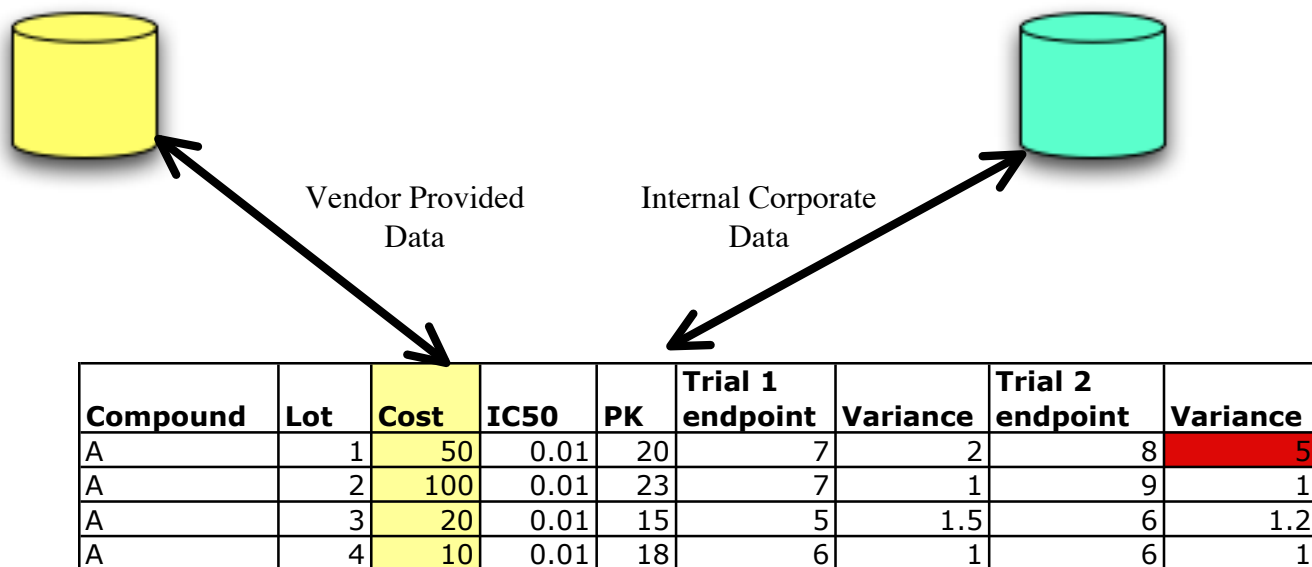 Vendor Provided
Data
Internal Corporate
Data
Compound Lot Cost IC50 PK Trial 1 endpoint Variance Trial 2 endpoint Variance
A 1 50 0.01 20 7 2 8 5
A 2 100 0.01 23 7 1 9 1
A 3 20 0.01 15 5 1.5 6 1.2
A 4 10 0.01 18 6 1 6 1